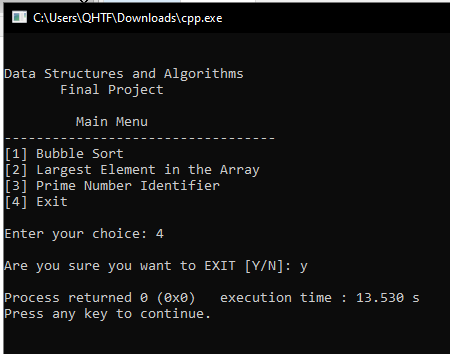 C:\Users\QHTF\Downloads\cpp.exe
Data Structures and Algorithms
Final Project
Main Menu
----------------------------------
[1] Bubble Sort
[2] Largest Element in the Array
[3] Prime Number Identifier
[4] Exit
Enter your choice: 4
Are you sure you want to EXIT [Y/N]: y
Process returned 0 (0x0)   execution time : 13.530 s
Press any key to continue.